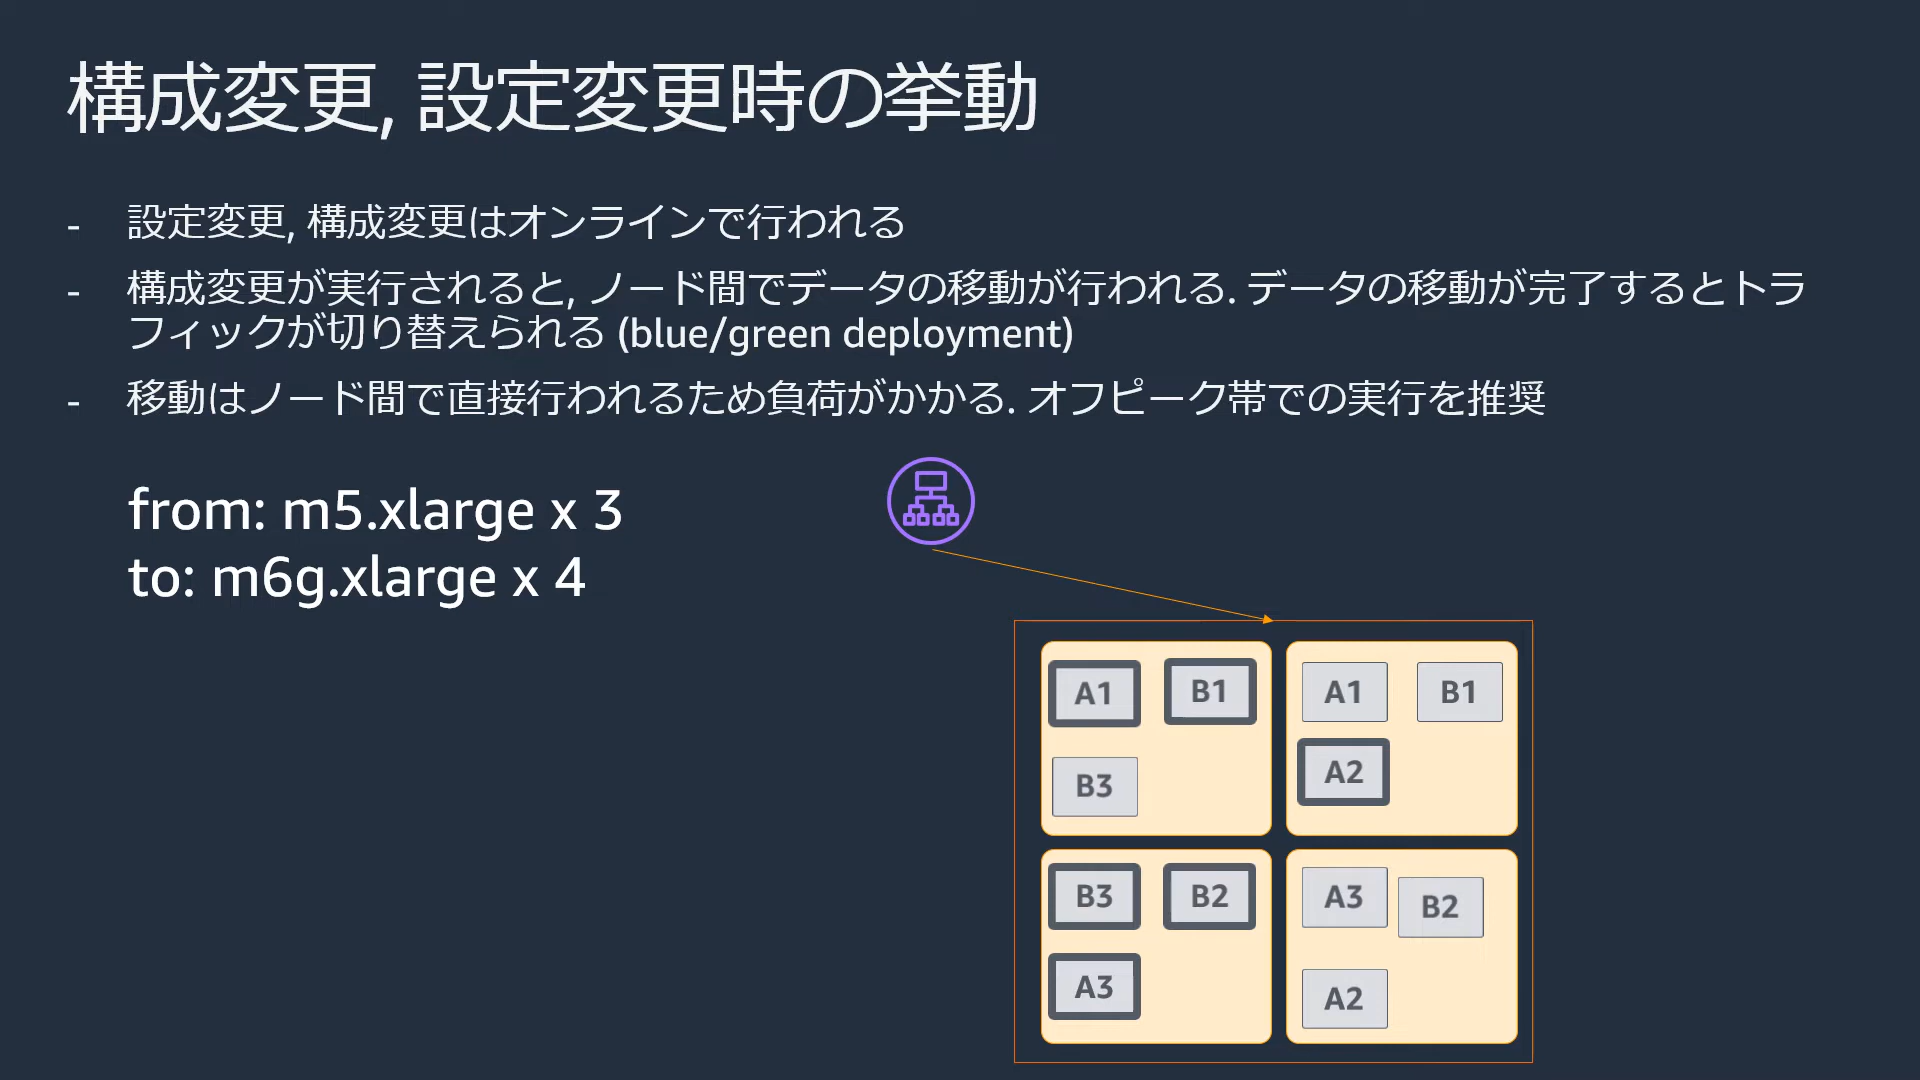 構成変更, 設定変更時の挙動
- 設定変更, 構成変更はオンラインで行われる
- 構成変更が実行されると, ノード間でデータの移動が行われる. データの移動が完了するとトラ
フィックが切り替えられる (blue/green deployment)
- 移動はノード間で直接行われるため負荷がかかる. オフピーク帯での実行を推奨
from: m5.xlarge x 3
to: m6g.xlarge x 4
A1 B1
B3
A1 B1
A2
B3 B2
A3
A3 B2
A2